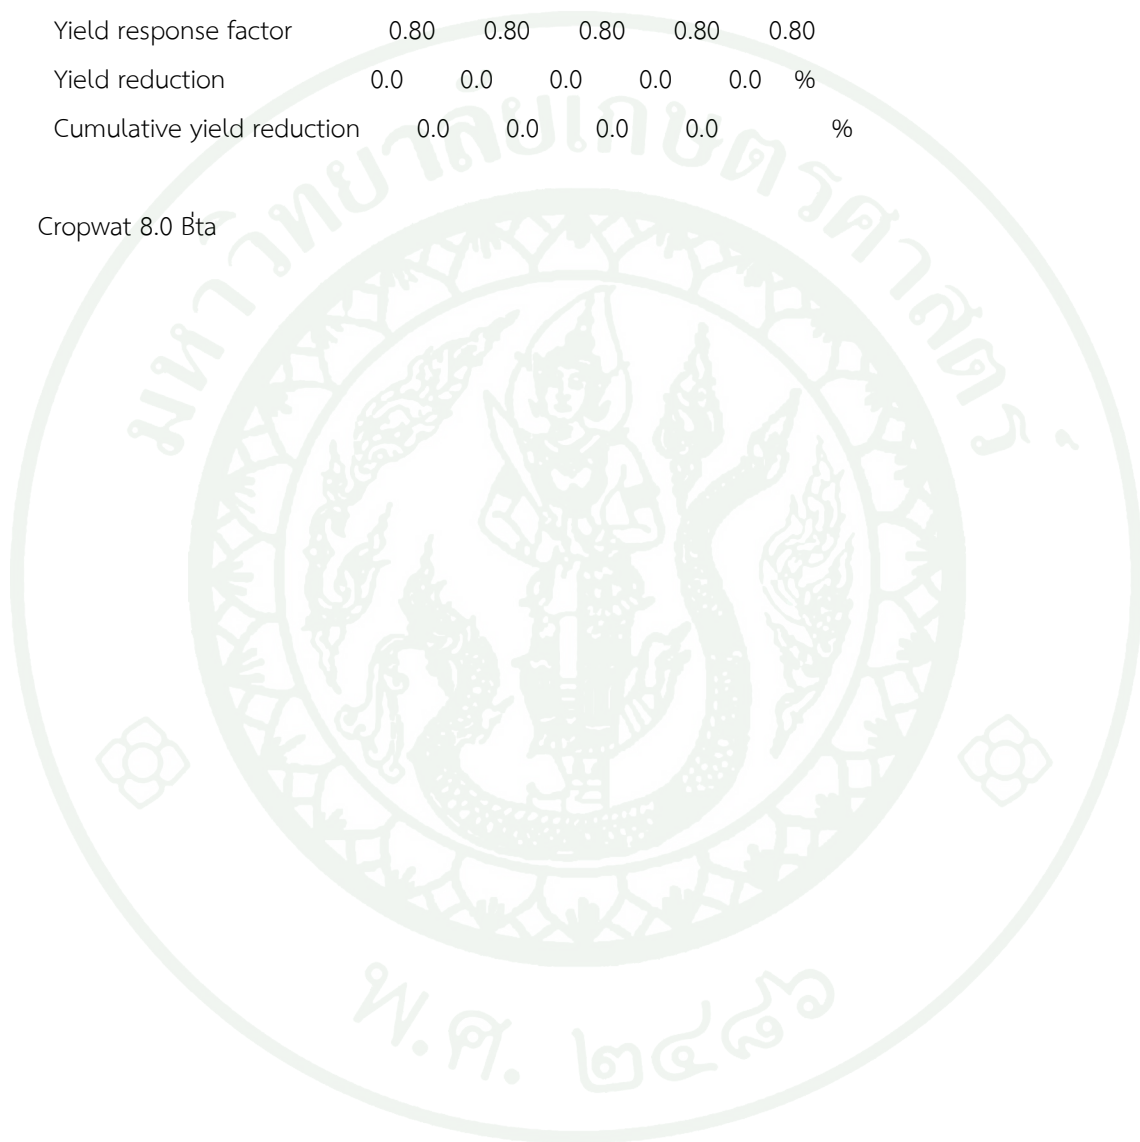 Yield response factor 0.80 0.80 0.80 0.80 0.80
Yield reduction 0.0 0.0 0.0 0.0 0.0 %
Cumulative yield reduction 0.0 0.0 0.0 0.0 %
Cropwat 8.0 B่ta
มหาวิทยาลัยเกษตรศาสตร์
พ.ศ. ๒๔๘๖